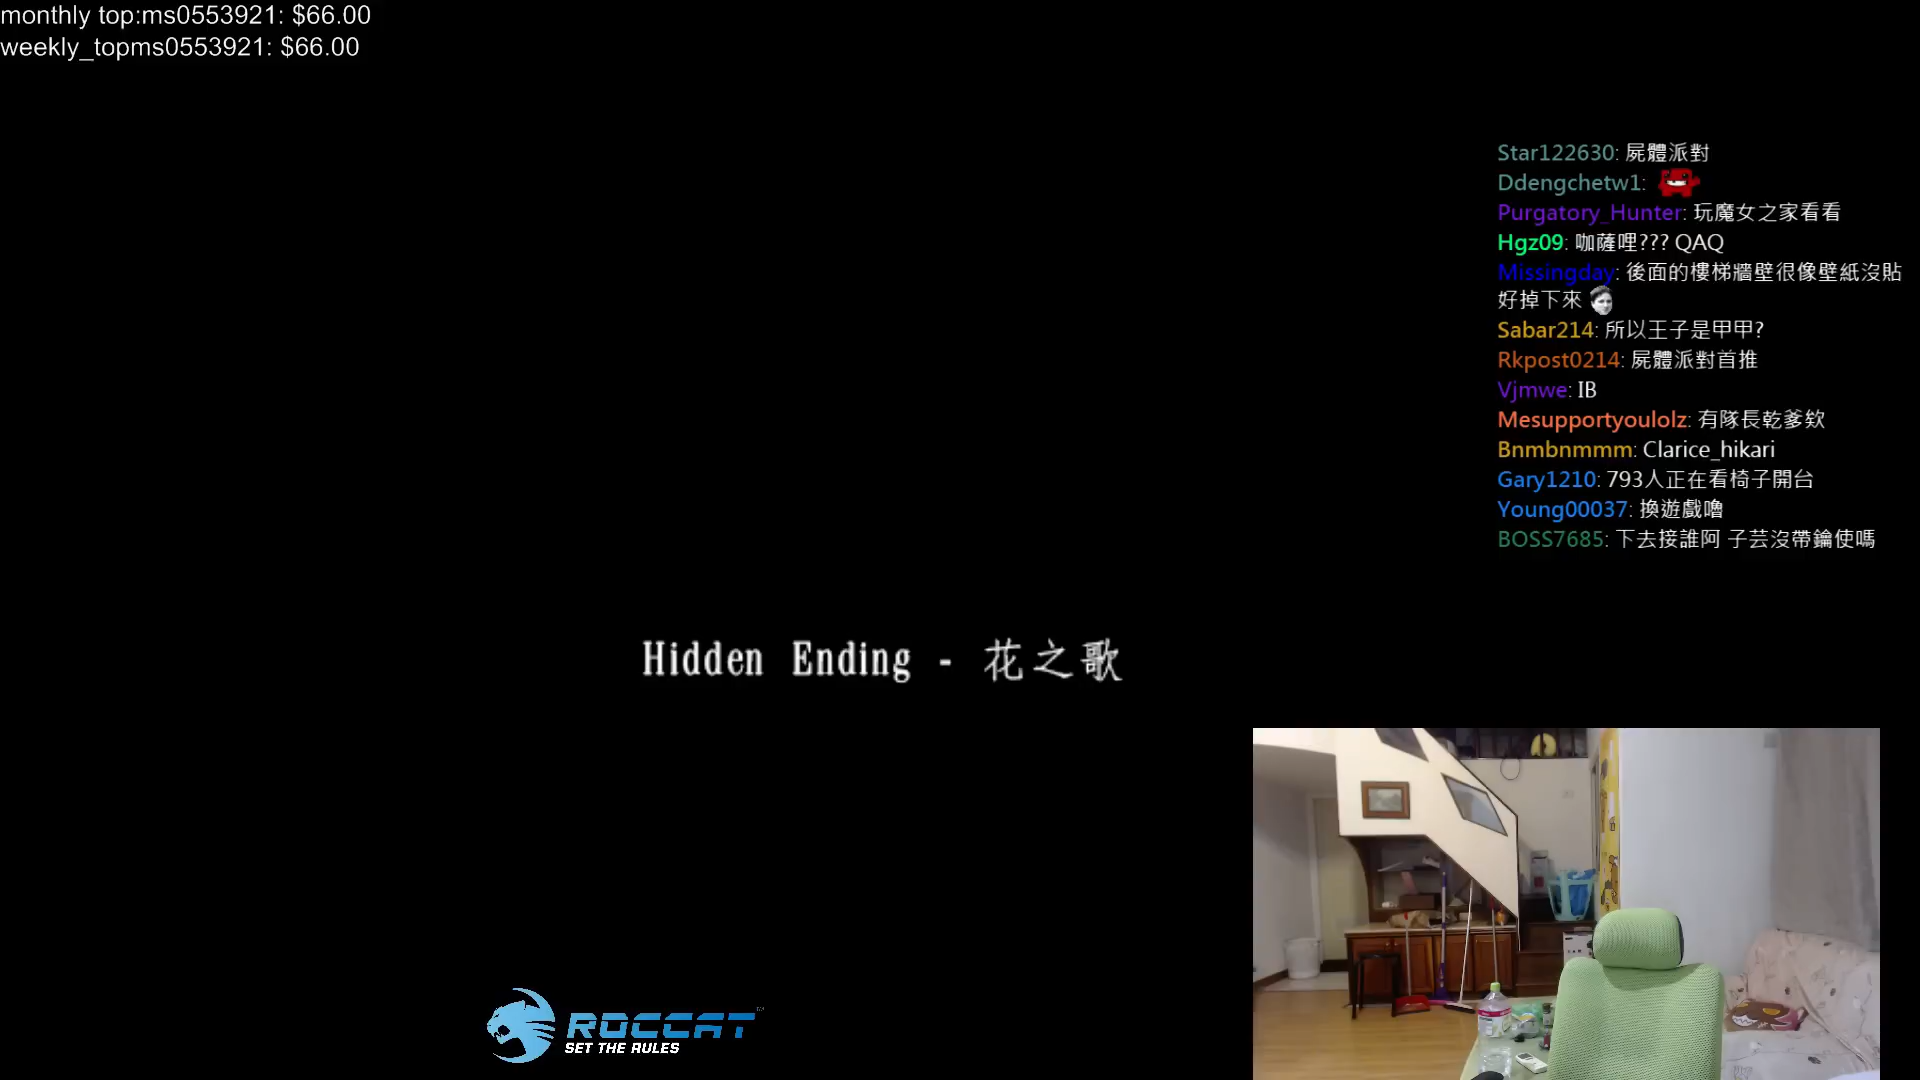 monthly top:ms0553921: $66.00
weekly_topms0553921: $66.00
Star122630: 屍體派對
Ddengchetw1:
Purgatory_Hunter: 玩魔女之家看看
Hgz09: 咖薩哩??? QAQ
Missingday: 後面的樓梯牆壁很像壁紙沒貼
好掉下來
Sabar214: 所以王子是甲甲?
Rkpost0214: 屍體派對首推
Vjmwe: IB
Mesupportyoulolz: 有隊長乾爹欸
Bnmbnmmm: Clarice_hikari
Gary1210: 793人正在看椅子開台
Young00037: 換遊戲嚕
BOSS7685: 下去接誰阿 子芸沒帶鑰使嗎
Hidden Ending - 花之歌
ROCCAT™
SET THE RULES